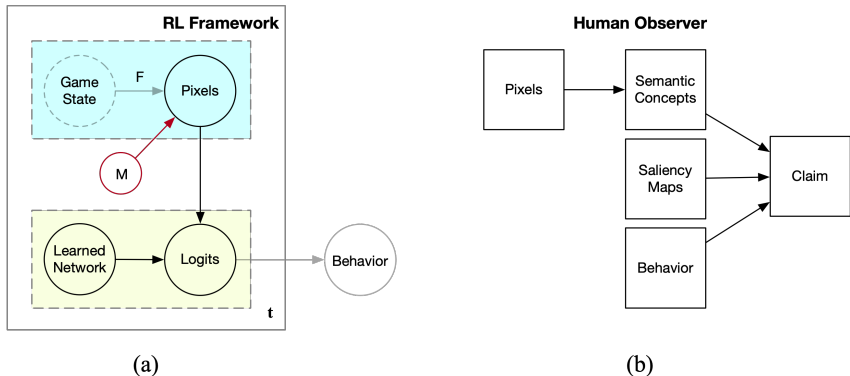 RL Framework
Game
State
F
Pixels
M
Learned
Network
Logits
Behavior
t
(a)
Human Observer
Pixels
Semantic
Concepts
Saliency
Maps
Claim
Behavior
(b)